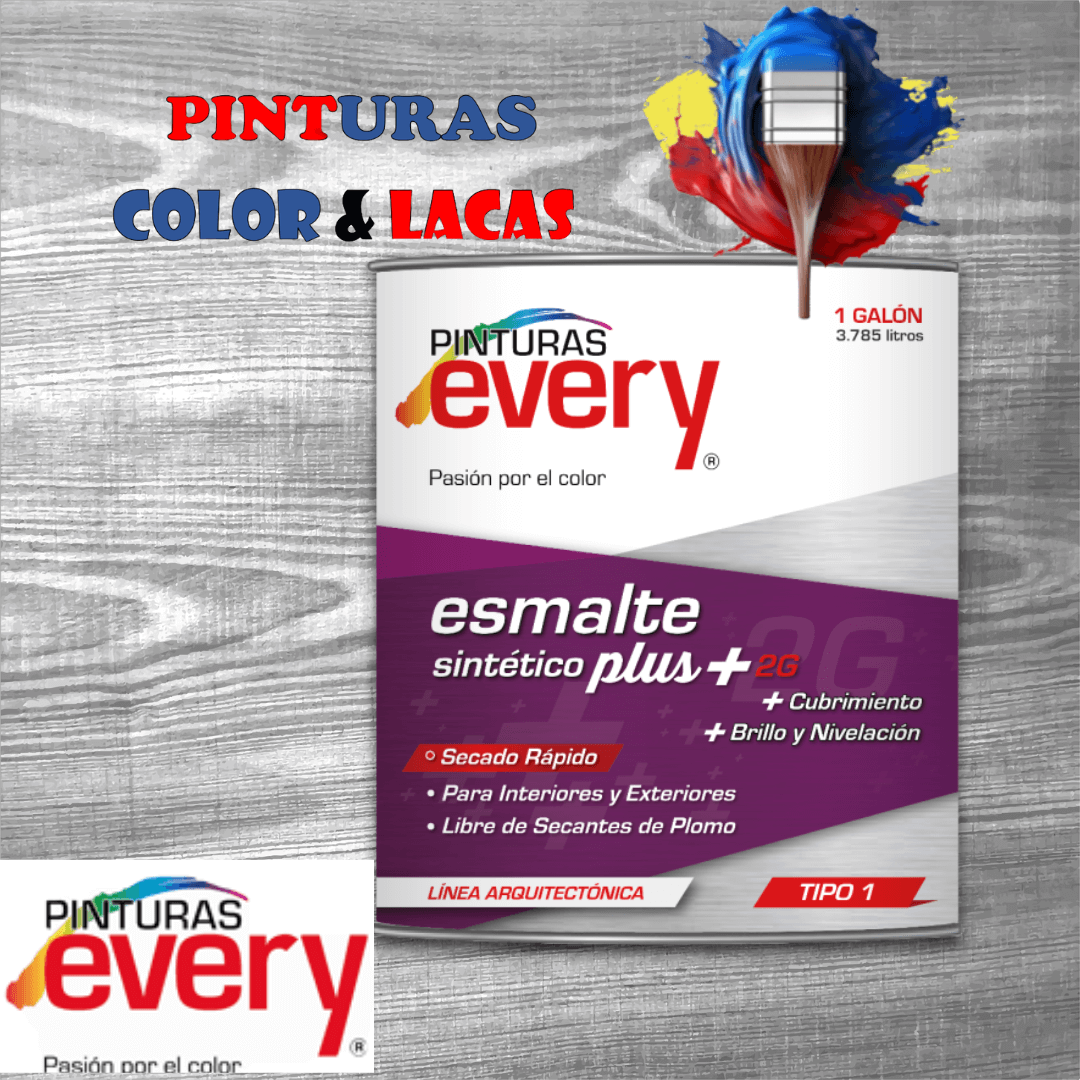 PINTURAS
COLOR & LACAS
1 GALÓN
3.785 litros
PINTURAS
every
®
Pasión por el color
2G
esmalte
sintético plus + 2G
+ Cubrimiento
+ Brillo y Nivelación
° Secado Rápido
• Para Interiores y Exteriores
• Libre de Secantes de Plomo
LÍNEA ARQUITECTÓNICA
TIPO 1
PINTURAS
every
®
Pasión por el color